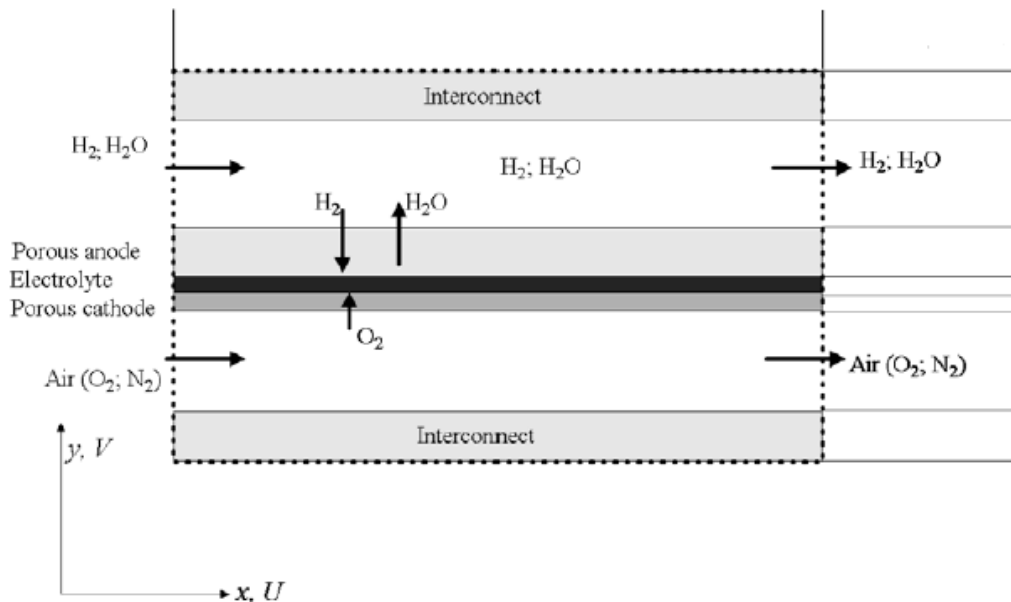 Interconnect
H₂; H₂O
H₂; H₂O
H₂; H₂O
H₂
H₂O
Porous anode
Electrolyte
Porous cathode
O₂
Air (O₂; N₂)
Air (O₂; N₂)
Interconnect
y, V
x, U